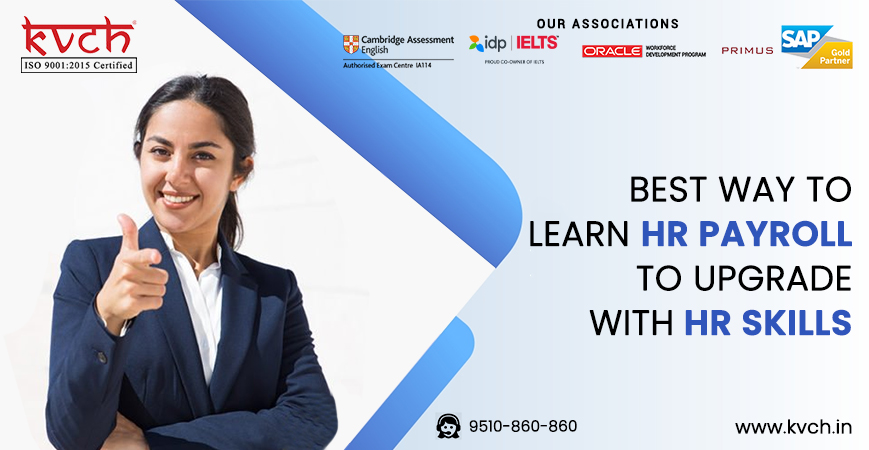 kvch®
ISO 9001:2015 Certified
OUR ASSOCIATIONS
Cambridge Assessment
English
Authorised Exam Centre IA114
idp IELTS
PROUD CO-OWNER OF IELTS
ORACLE WORKFORCE
DEVELOPMENT PROGRAM
PRIMUS
SAP
Gold
Partner
BEST WAY TO
LEARN HR PAYROLL
TO UPGRADE
WITH HR SKILLS
9510-860-860
www.kvch.in